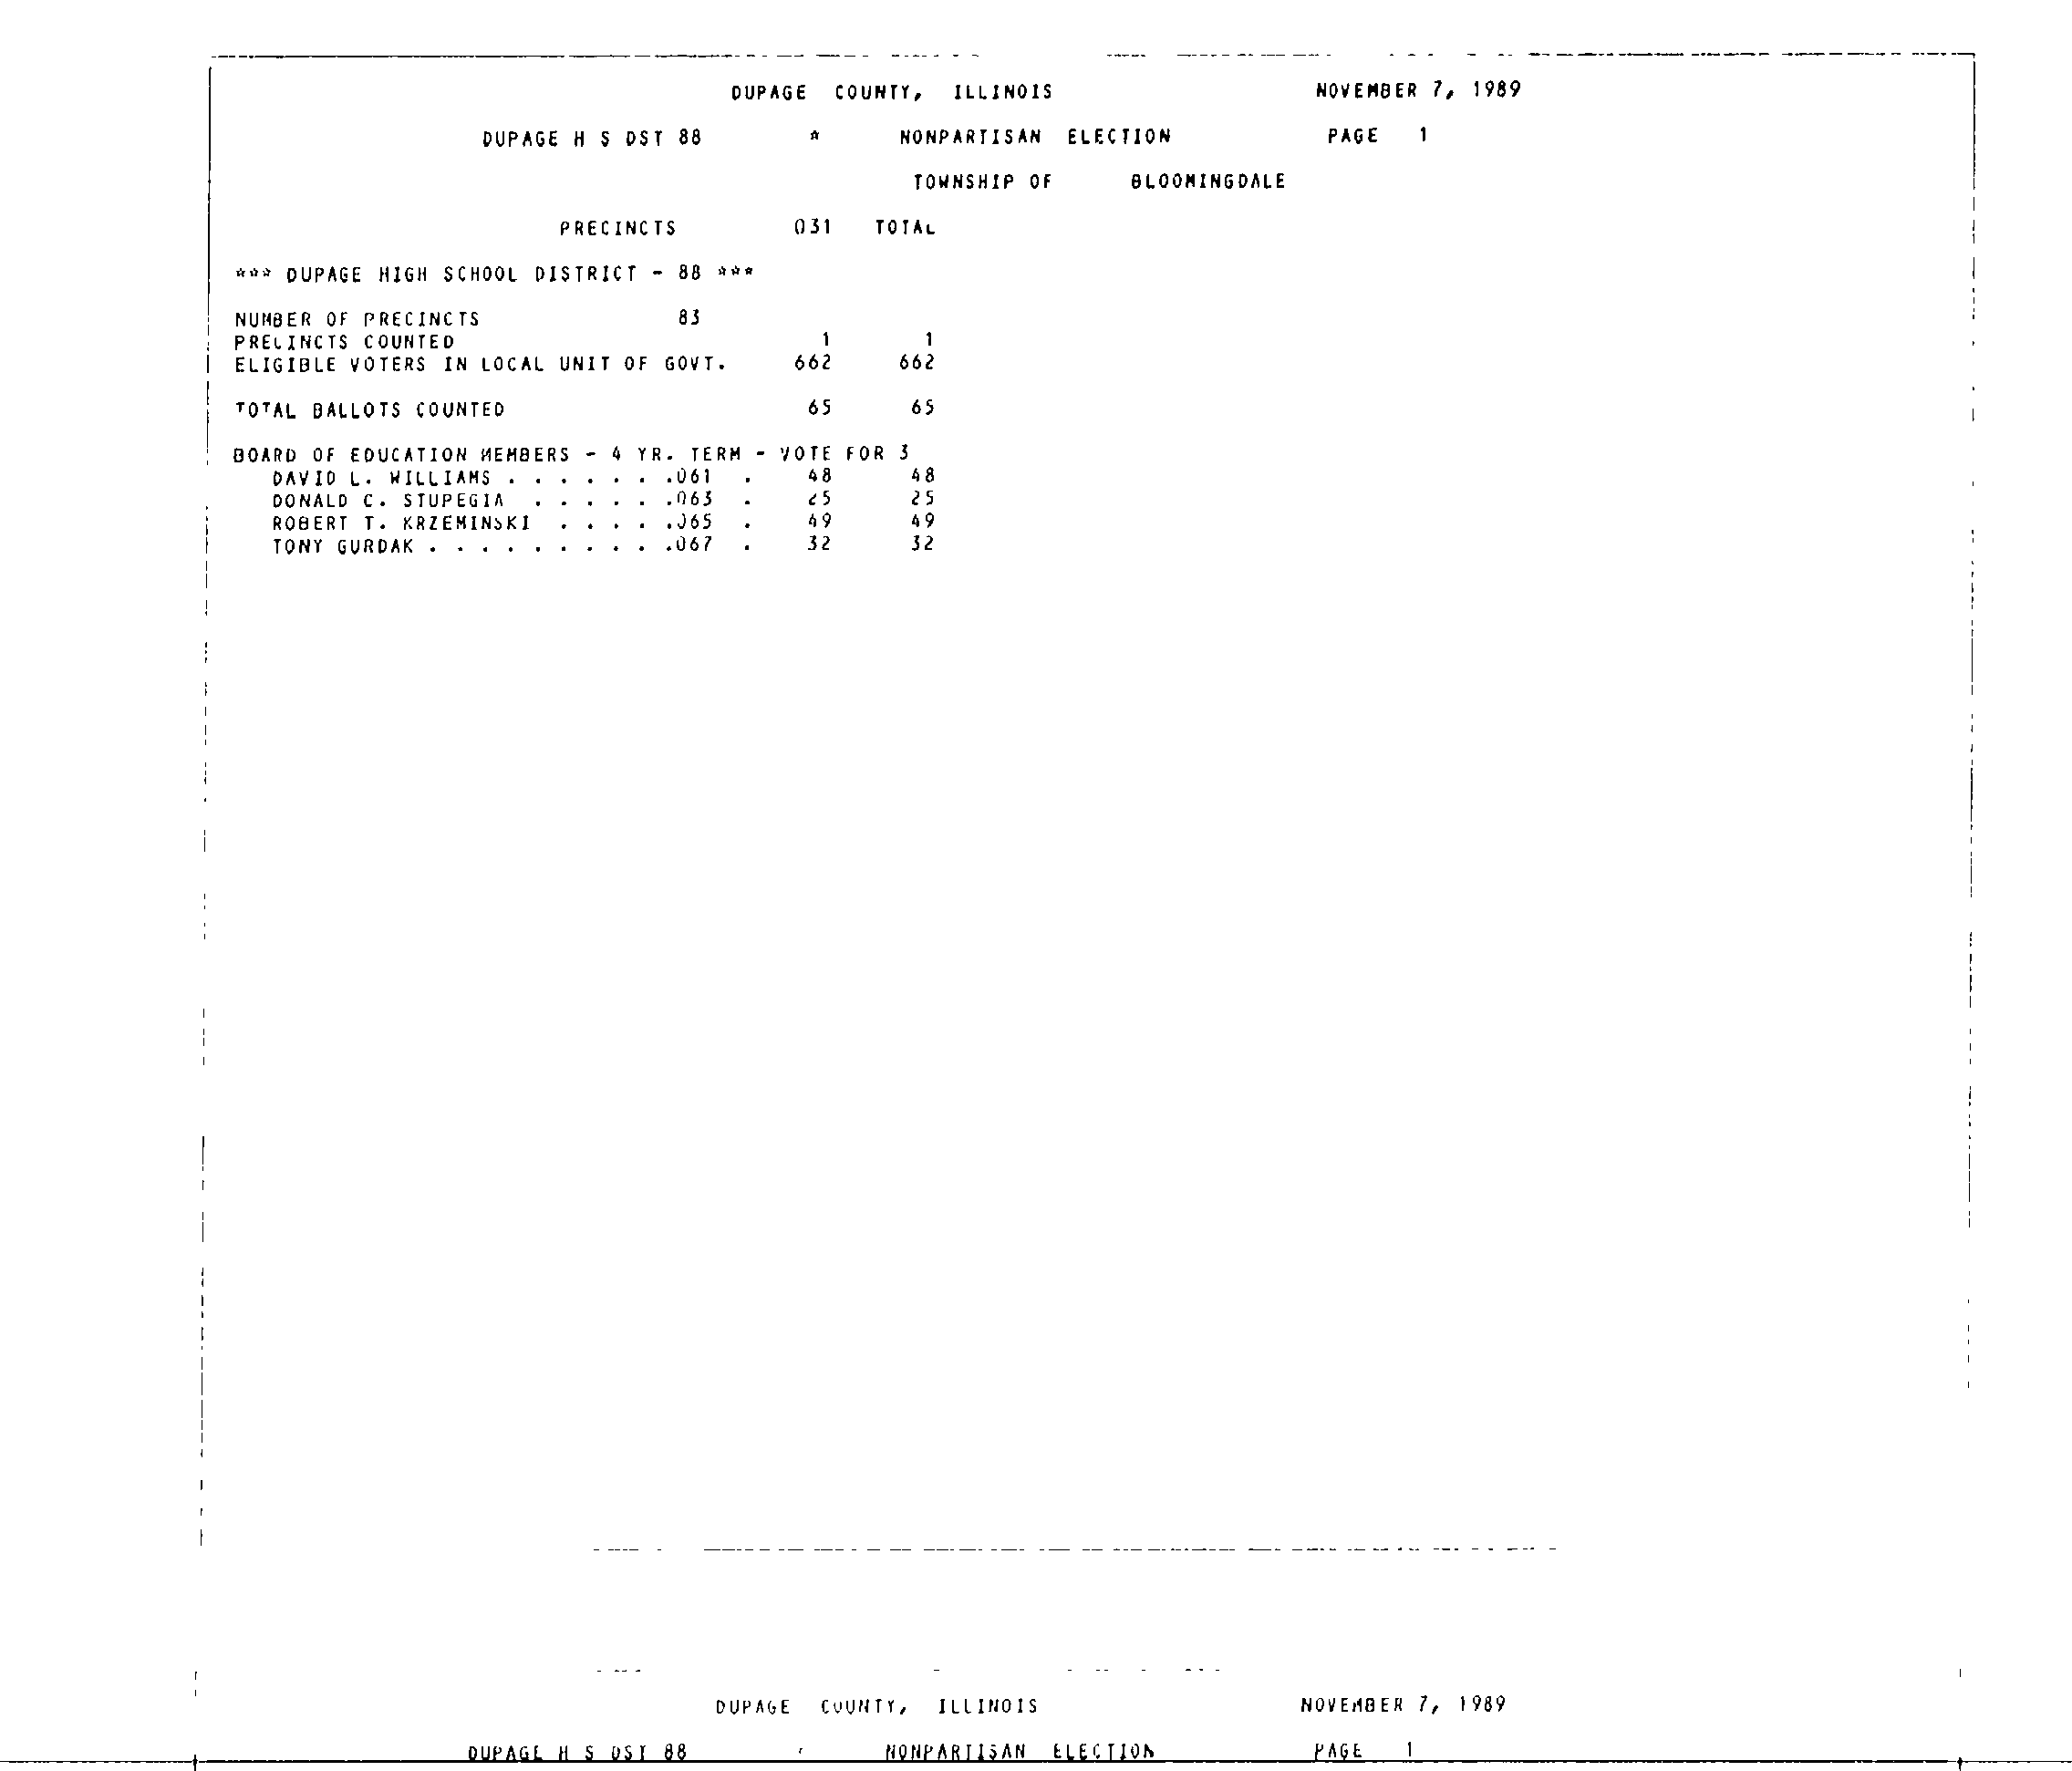 DUPAGE COUNTY, ILLINOIS NOVEMBER 7, 1989
DUPAGE H S DST 88 * NONPARTISAN ELECTION PAGE 1
TOWNSHIP OF BLOOMINGDALE
PRECINCTS 031 TOTAL
*** DUPAGE HIGH SCHOOL DISTRICT - 88 ***
NUMBER OF PRECINCTS 83
PRECINCTS COUNTED 1 1
ELIGIBLE VOTERS IN LOCAL UNIT OF GOVT. 662 662
TOTAL BALLOTS COUNTED 65 65
BOARD OF EDUCATION MEMBERS - 4 YR. TERM - VOTE FOR 3
DAVID L. WILLIAMS . . . . . . .061 . 48 48
DONALD C. STUPEGIA . . . . . .063 . 25 25
ROBERT T. KRZEMINSKI . . . . .065 . 49 49
TONY GURDAK . . . . . . . . . .067 . 32 32
DUPAGE COUNTY, ILLINOIS NOVEMBER 7, 1989
DUPAGE H S DST 88 NONPARTISAN ELECTION PAGE 1